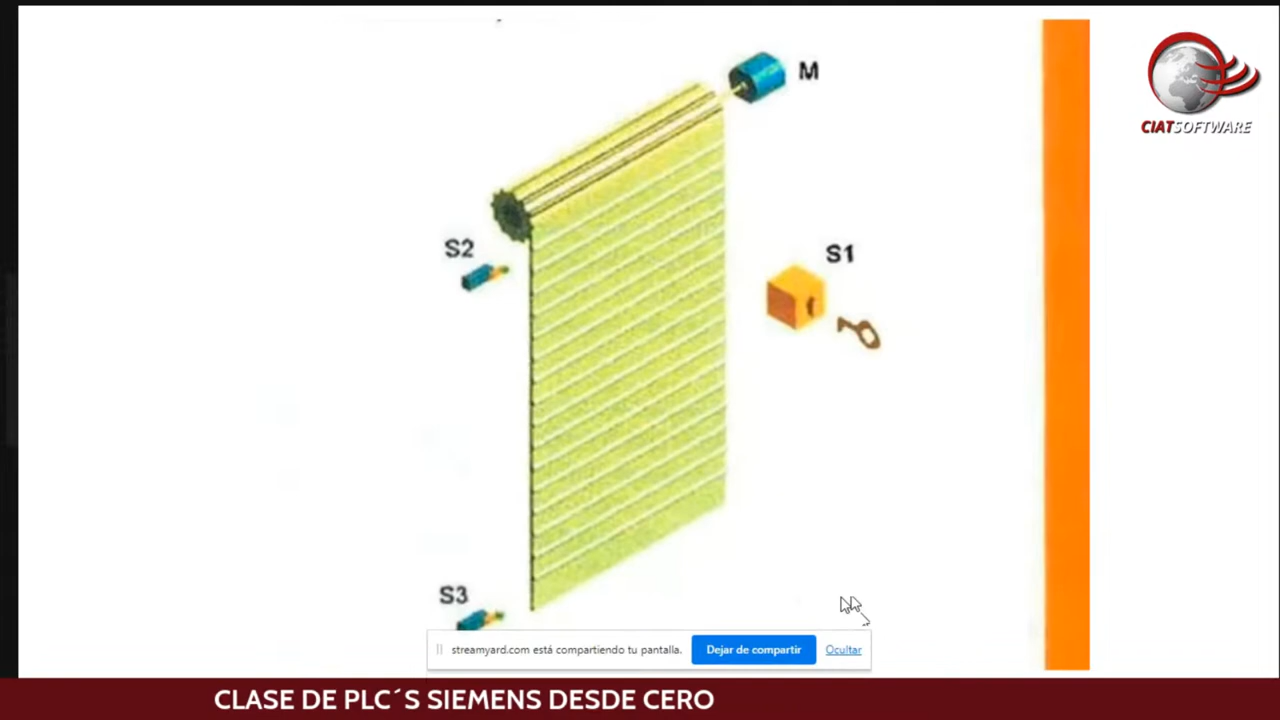 M
CIATSOFTWARE
S2
S1
S3
streamyard.com está compartiendo tu pantalla.
Dejar de compartir
Ocultar
CLASE DE PLC´S SIEMENS DESDE CERO